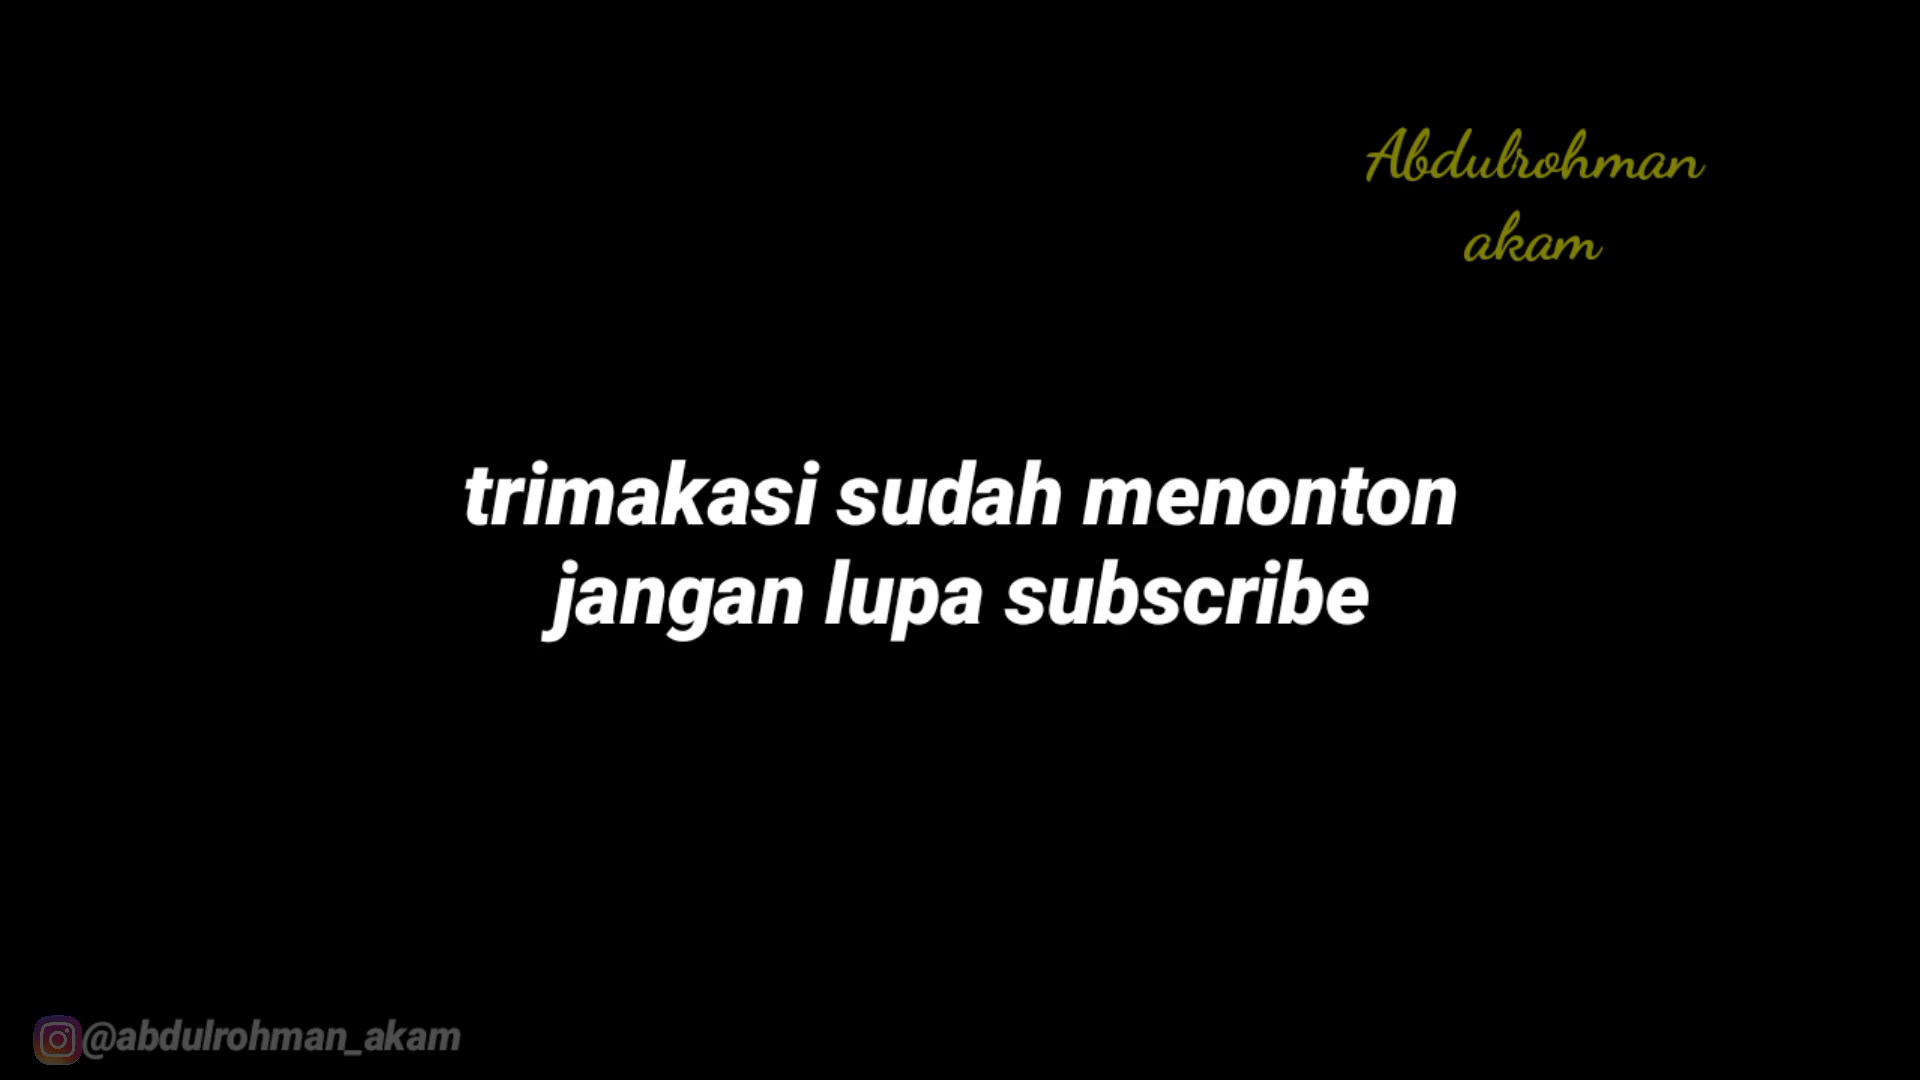 Abdulrohman
akam
trimakasi sudah menonton
jangan lupa subscribe
@abdulrohman_akam